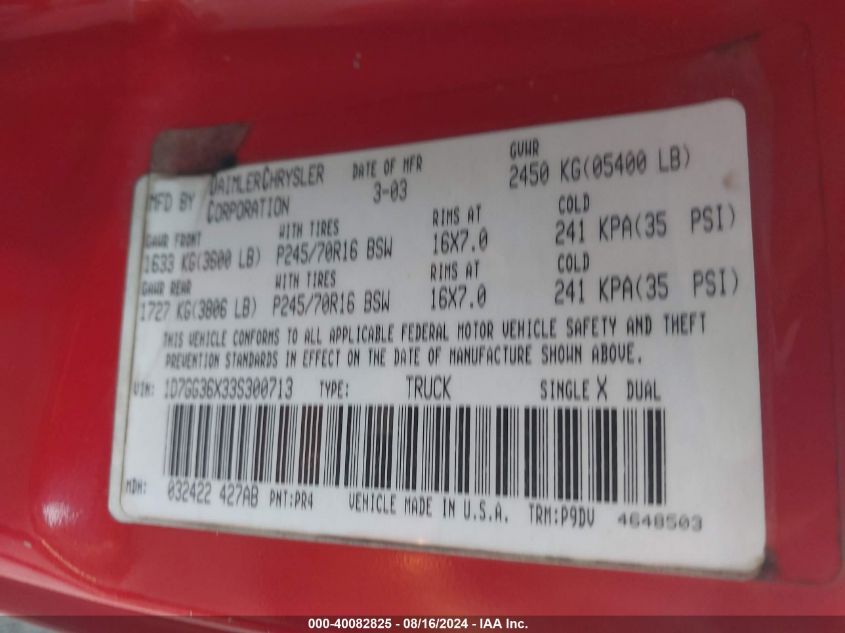 MFD BY DAIMLERCHRYSLER CORPORATION DATE OF MFR 3-03 GVWR 2450 KG(05400 LB)
GAWR FRONT WITH TIRES RIMS AT COLD
1633 KG(3600 LB) P245/70R16 BSW 16X7.0 241 KPA(35 PSI)
GAWR REAR WITH TIRES RIMS AT COLD
1727 KG(3806 LB) P245/70R16 BSW 16X7.0 241 KPA(35 PSI)
THIS VEHICLE CONFORMS TO ALL APPLICABLE FEDERAL MOTOR VEHICLE SAFETY AND THEFT
PREVENTION STANDARDS IN EFFECT ON THE DATE OF MANUFACTURE SHOWN ABOVE.
VIN: 1D7GG36X33S300713 TYPE: TRUCK SINGLE X DUAL
MDH: 032422 427AB PNT:PR4 VEHICLE MADE IN U.S.A. TRM:P9DV 4648503
000-40082825 - 08/16/2024 - IAA Inc.